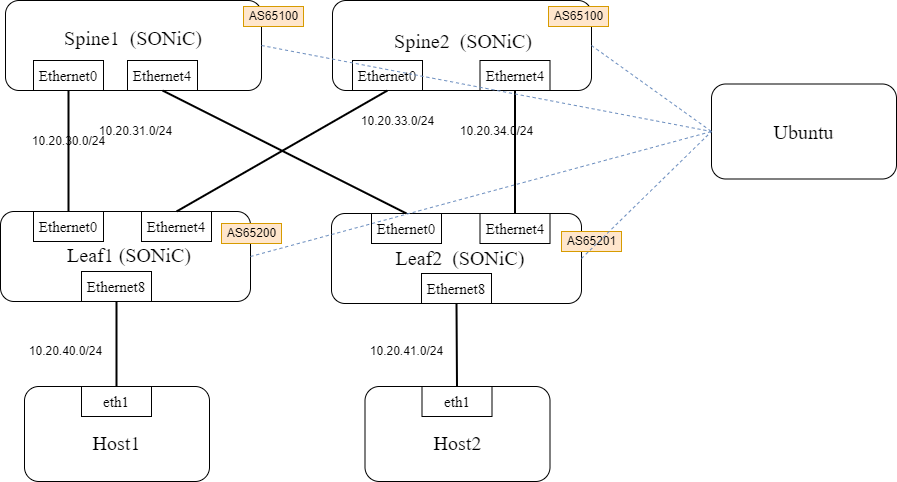 AS65100
AS65100
Spine1  (SONiC)
Spine2  (SONiC)
Ethernet0
Ethernet4
Ethernet0
Ethernet4
10.20.30.0/24
10.20.31.0/24
10.20.33.0/24
10.20.34.0/24
Ubuntu
Ethernet0
Ethernet4
AS65200
Ethernet0
Ethernet4
AS65201
Leaf1 (SONiC)
Leaf2  (SONiC)
Ethernet8
Ethernet8
10.20.40.0/24
10.20.41.0/24
eth1
eth1
Host1
Host2